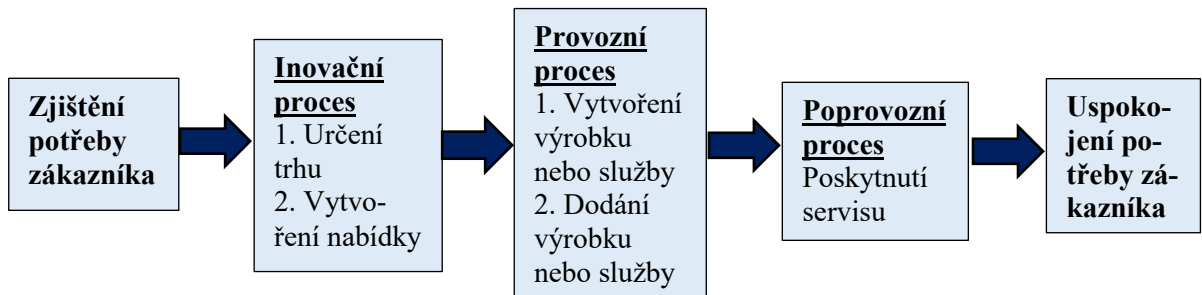 Zjištění
potřeby
zákazníka
Inovační
proces
1. Určení
trhu
2. Vytvo-
ření nabídky
Provozní
proces
1. Vytvoření
výrobku
nebo služby
2. Dodání
výrobku
nebo služby
Poprovozní
proces
Poskytnutí
servisu
Uspoko-
jení po-
třeby zá-
kazníka